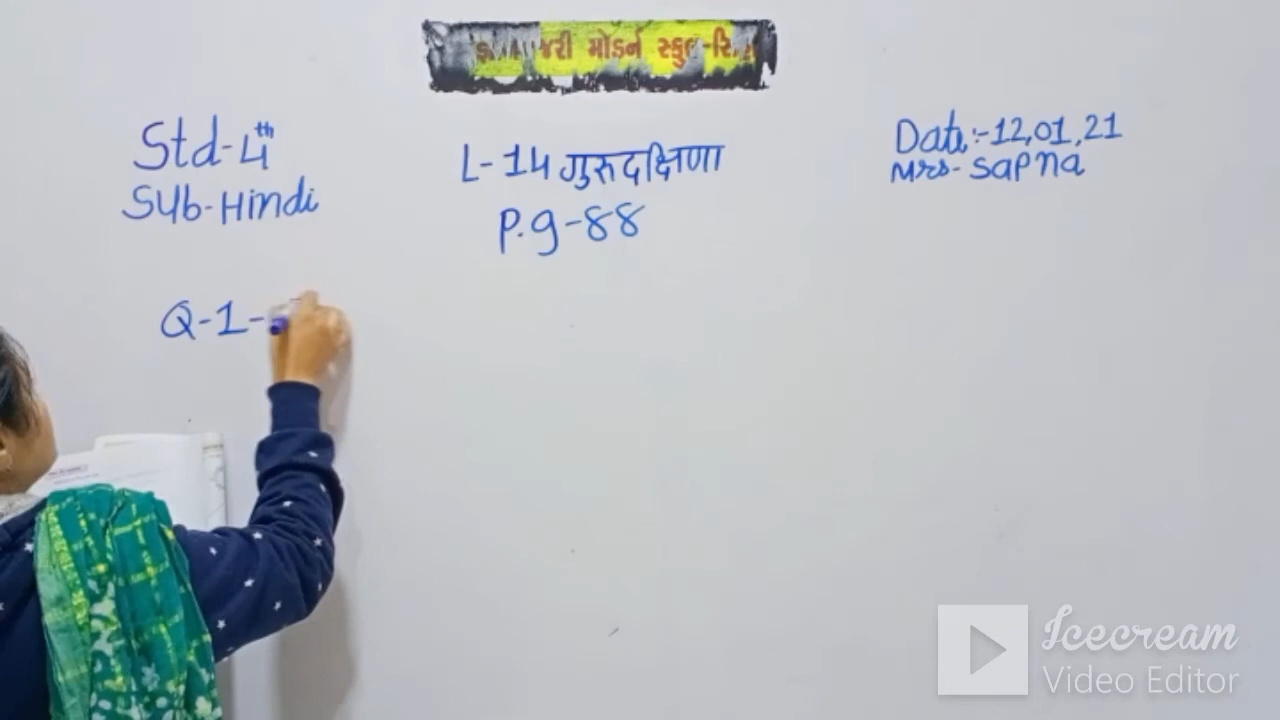 મોડર્ન સ્કુલ
Std-4th
Sub-Hindi
L-14 गुरुदक्षिणा
P.g-88
Date:-12,01,21
Mrs-Sapna
Q-1-
Icecream
Video Editor